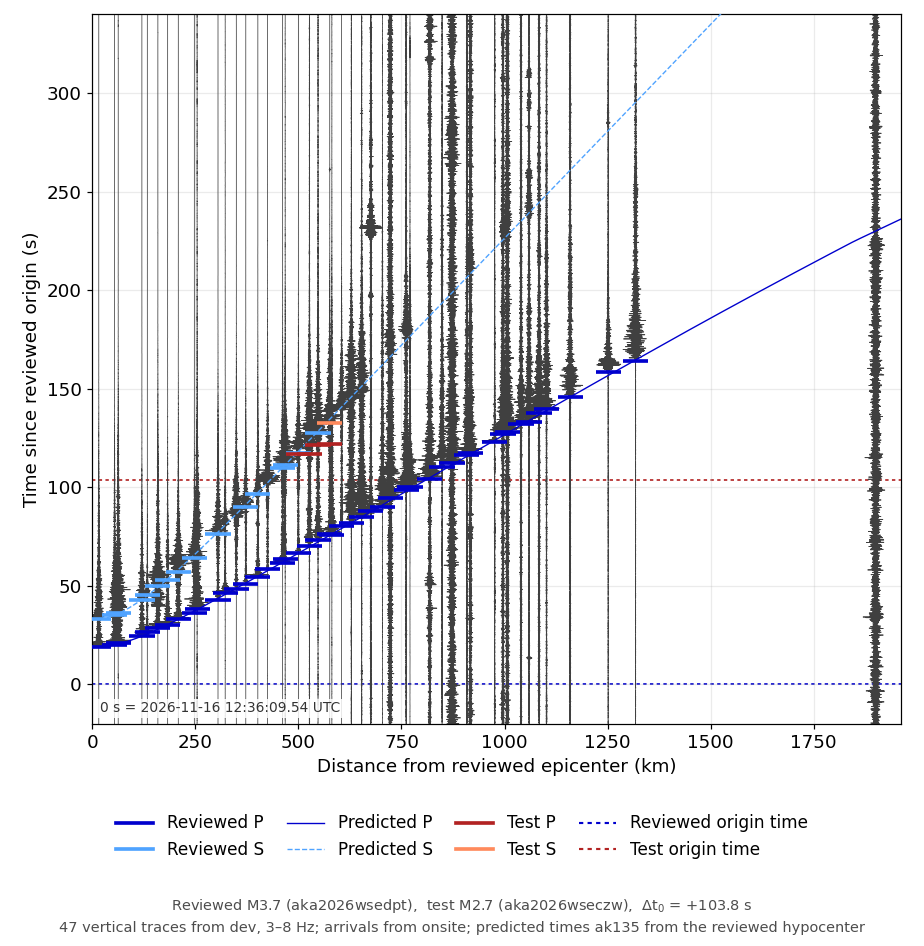 300
250
200
150
100
50
0
Time since reviewed origin (s)
0 s = 2026-11-16 12:36:09.54 UTC
0 250 500 750 1000 1250 1500 1750
Distance from reviewed epicenter (km)
Reviewed P Predicted P Test P Reviewed origin time
Reviewed S Predicted S Test S Test origin time
Reviewed M3.7 (aka2026wsedpt), test M2.7 (aka2026wseczw), Δt₀ = +103.8 s
47 vertical traces from dev, 3–8 Hz; arrivals from onsite; predicted times ak135 from the reviewed hypocenter